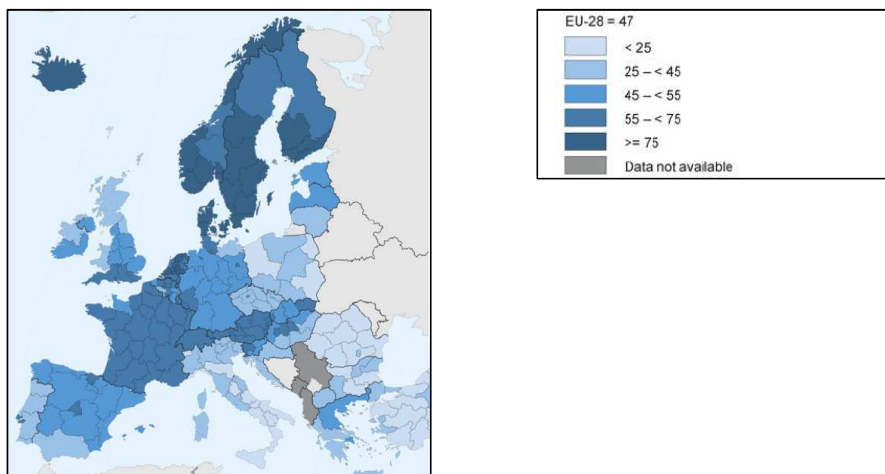 EU-28 = 47
< 25
25 – < 45
45 – < 55
55 – < 75
>= 75
Data not available